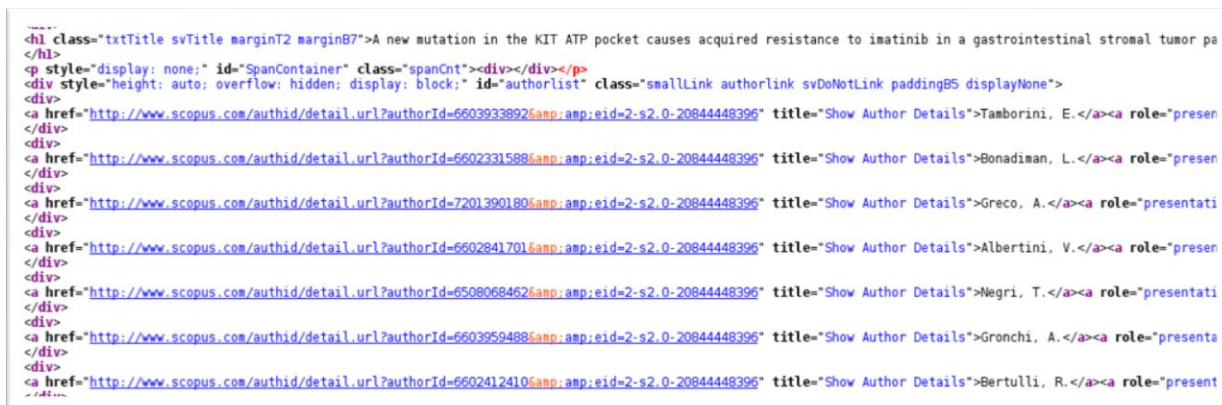 <h1 class="txtTitle svTitle marginT2 marginB7">A new mutation in the KIT ATP pocket causes acquired resistance to imatinib in a gastrointestinal stromal tumor pa
</h1>
<p style="display: none;" id="SpanContainer" class="spanCnt"><div></div></p>
<div style="height: auto; overflow: hidden; display: block;" id="authorlist" class="smallLink authorlink svDoNotLink paddingB5 displayNone">
<div>
<a href="http://www.scopus.com/authid/detail.url?authorId=6603933892&amp;amp;eid=2-s2.0-20844448396" title="Show Author Details">Tamborini, E.</a><a role="presen
</div>
<div>
<a href="http://www.scopus.com/authid/detail.url?authorId=6602331588&amp;amp;eid=2-s2.0-20844448396" title="Show Author Details">Bonadiman, L.</a><a role="presen
</div>
<div>
<a href="http://www.scopus.com/authid/detail.url?authorId=7201390180&amp;amp;eid=2-s2.0-20844448396" title="Show Author Details">Greco, A.</a><a role="presentati
</div>
<div>
<a href="http://www.scopus.com/authid/detail.url?authorId=6602841701&amp;amp;eid=2-s2.0-20844448396" title="Show Author Details">Albertini, V.</a><a role="presen
</div>
<div>
<a href="http://www.scopus.com/authid/detail.url?authorId=6508068462&amp;amp;eid=2-s2.0-20844448396" title="Show Author Details">Negri, T.</a><a role="presentati
</div>
<div>
<a href="http://www.scopus.com/authid/detail.url?authorId=6603959488&amp;amp;eid=2-s2.0-20844448396" title="Show Author Details">Gronchi, A.</a><a role="presenta
</div>
<div>
<a href="http://www.scopus.com/authid/detail.url?authorId=6602412410&amp;amp;eid=2-s2.0-20844448396" title="Show Author Details">Bertulli, R.</a><a role="present